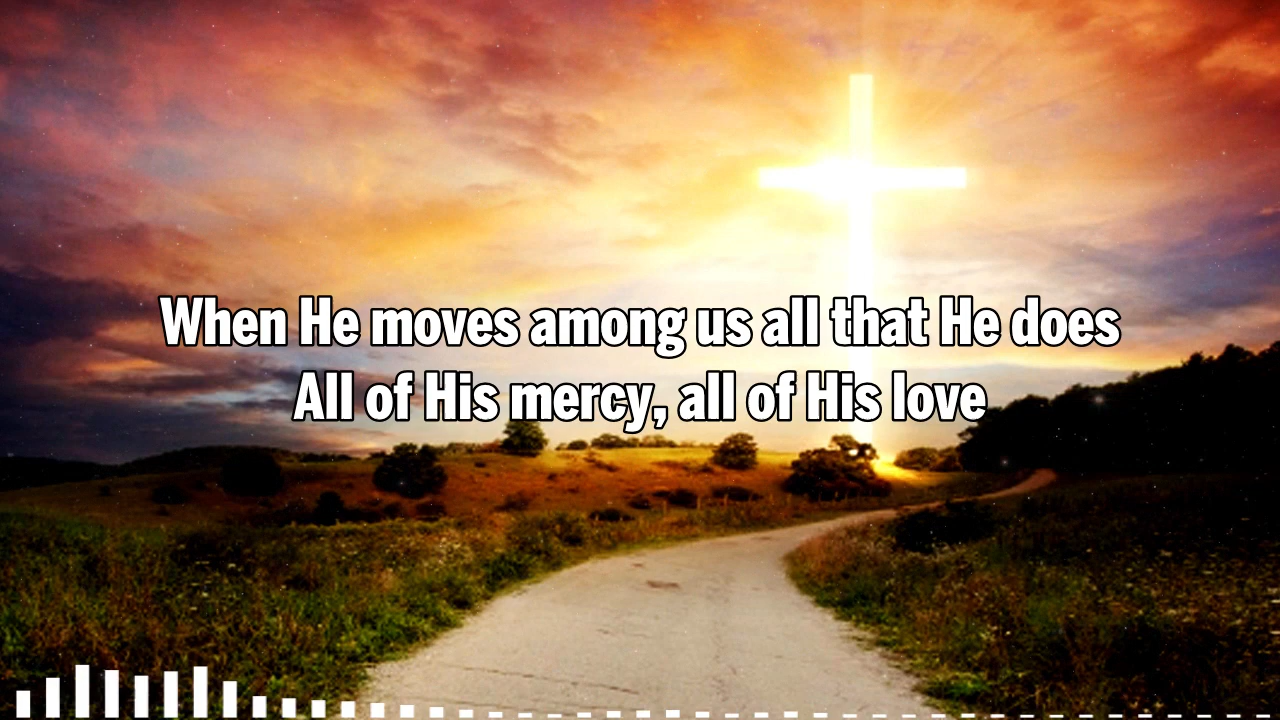 When He moves among us all that He does
All of His mercy, all of His love